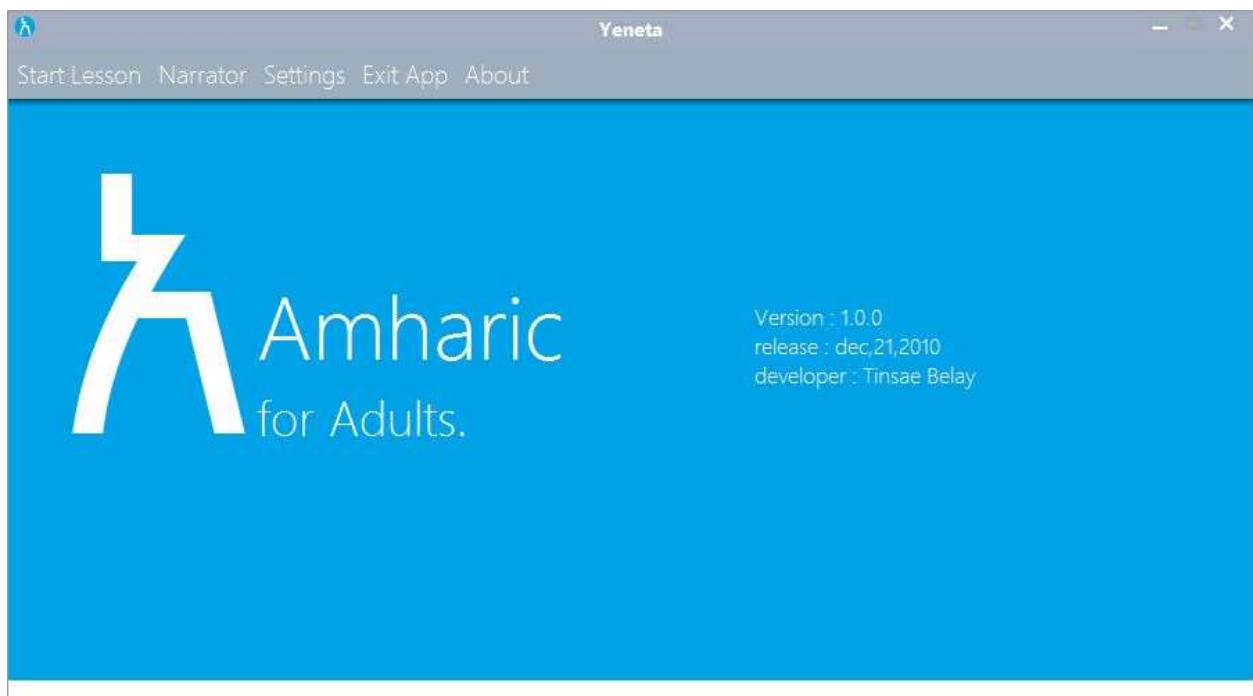 Yeneta
Start Lesson Narrator Settings Exit App About
Amharic
for Adults.
Version : 1.0.0
release : dec,21,2010
developer : Tinsae Belay